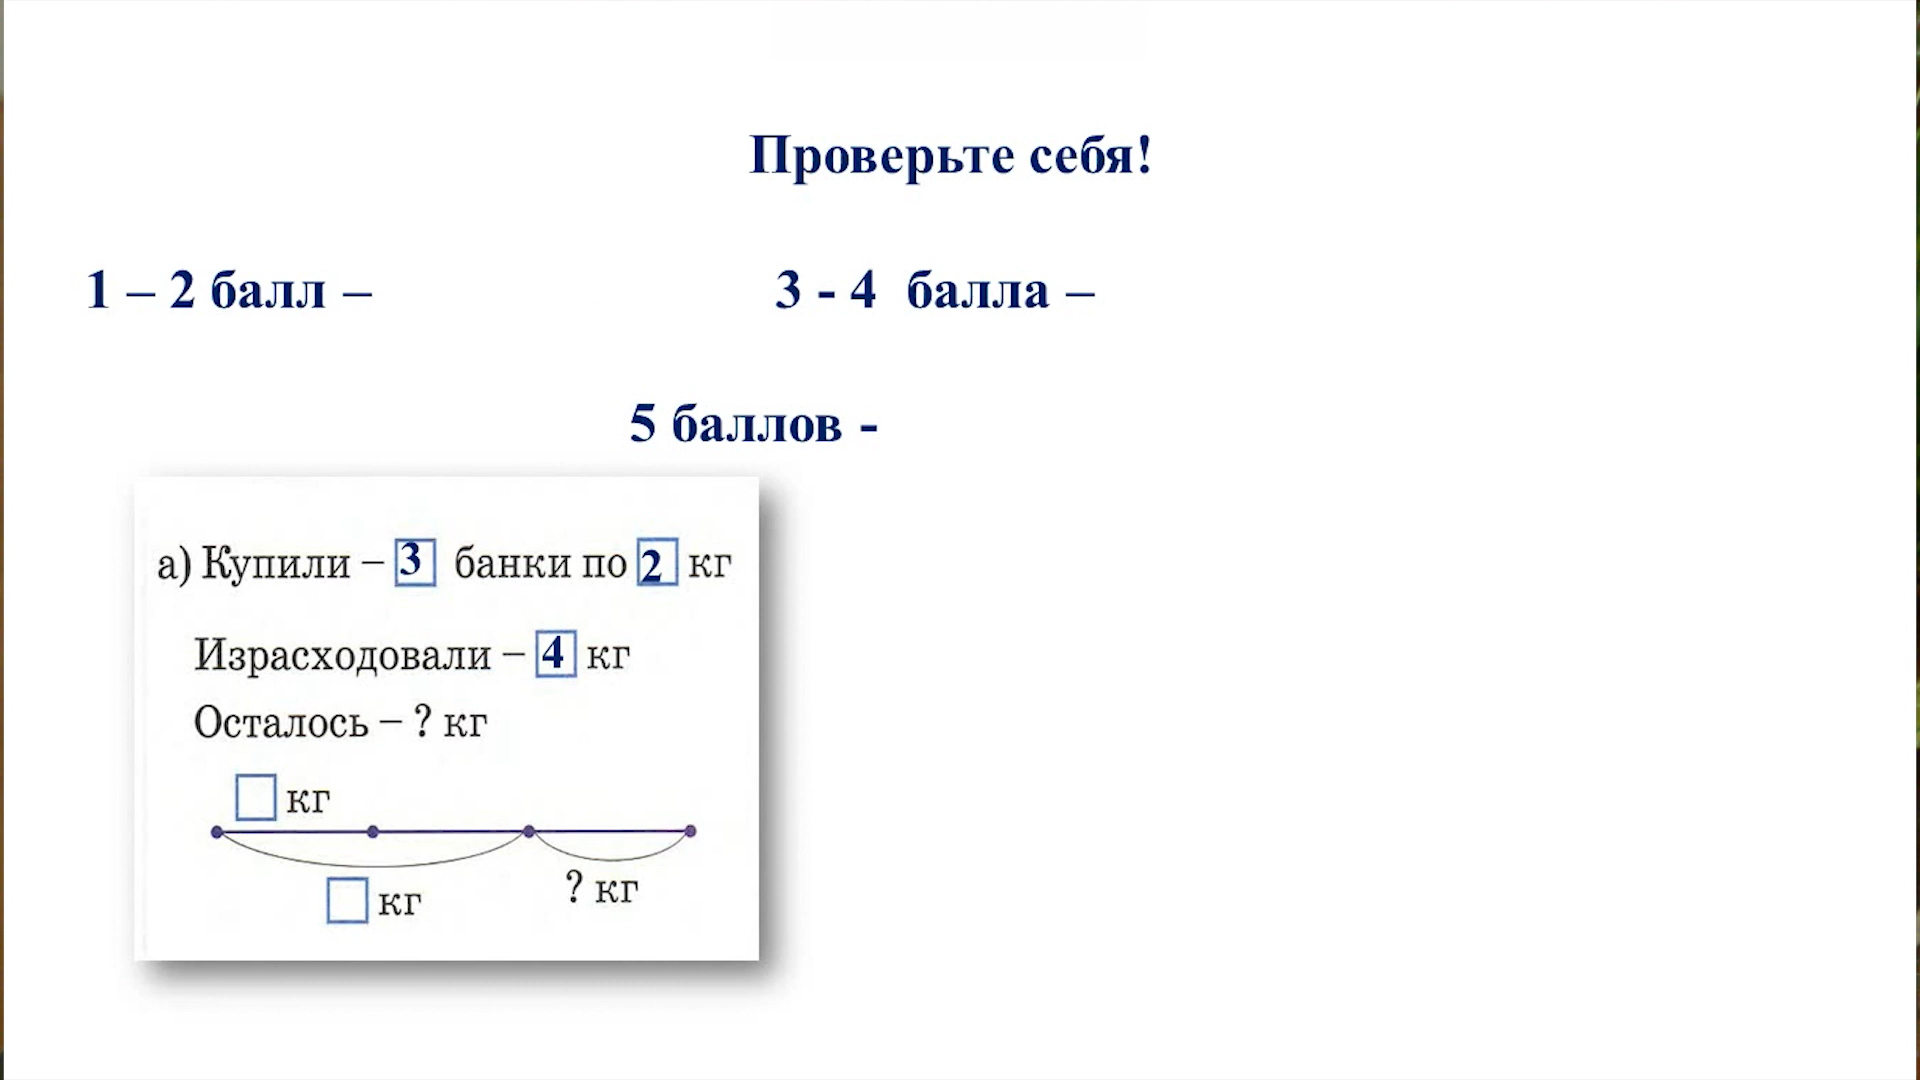 Проверьте себя!
1 – 2 балл –
3 - 4 балла –
5 баллов -
а) Купили – 3 банки по 2 кг
Израсходовали – 4 кг
Осталось – ? кг
кг
кг
? кг